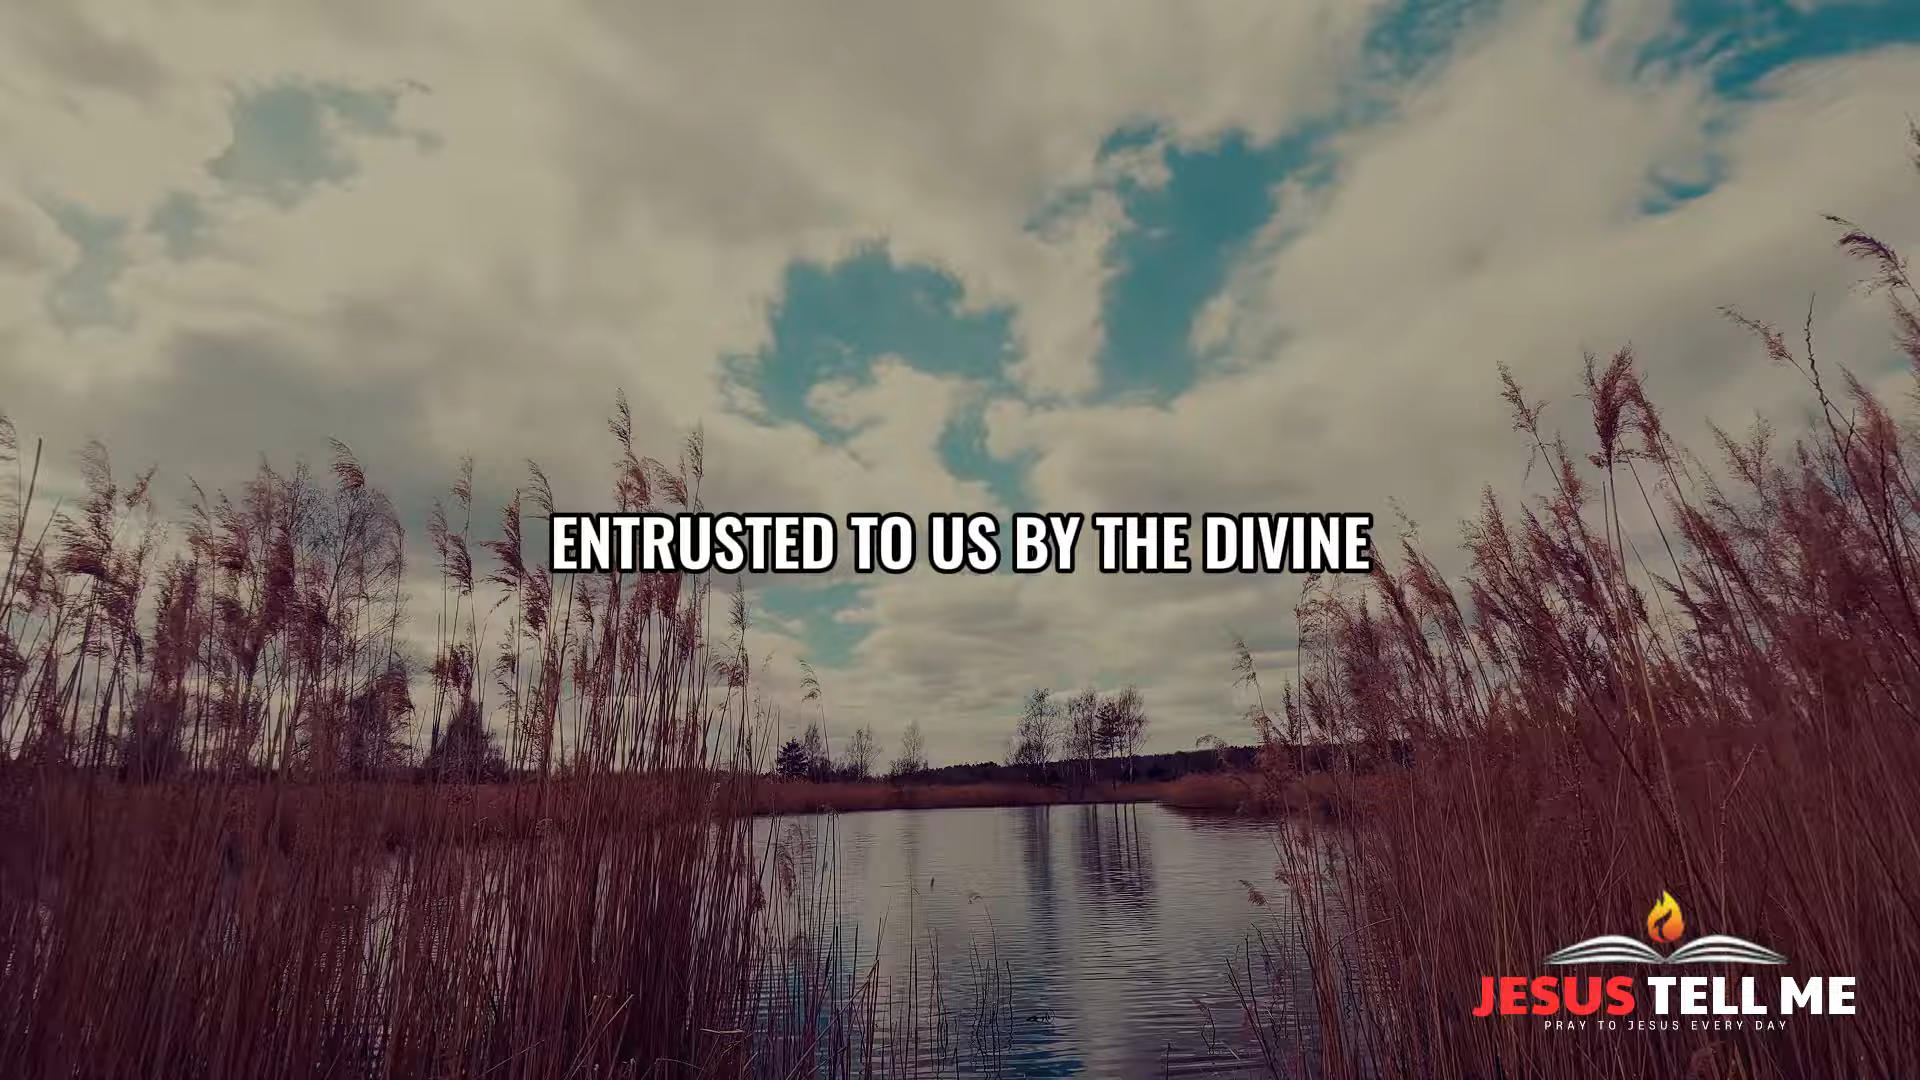 ENTRUSTED TO US BY THE DIVINE
JESUS TELL ME
PRAY TO JESUS EVERY DAY